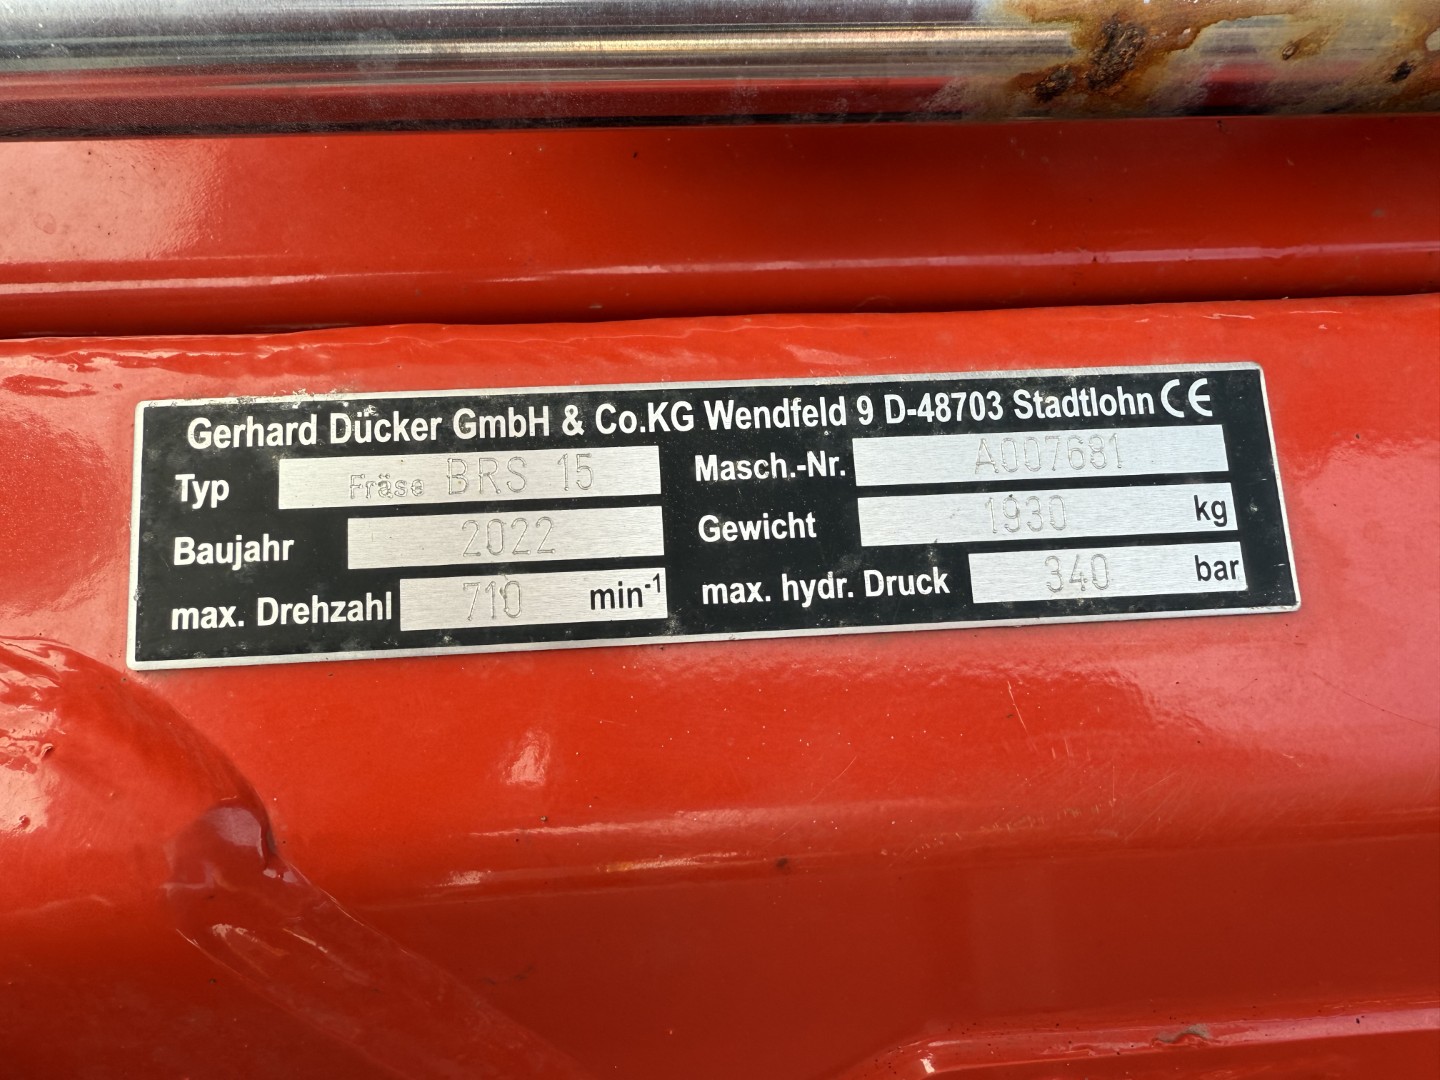 Gerhard Dücker GmbH & Co.KG Wendfeld 9 D-48703 Stadtlohn CE
Typ Fräse BRS 15 Masch.-Nr. A007681
Baujahr 2022 Gewicht 1930 kg
max. Drehzahl 710 min⁻¹ max. hydr. Druck 340 bar